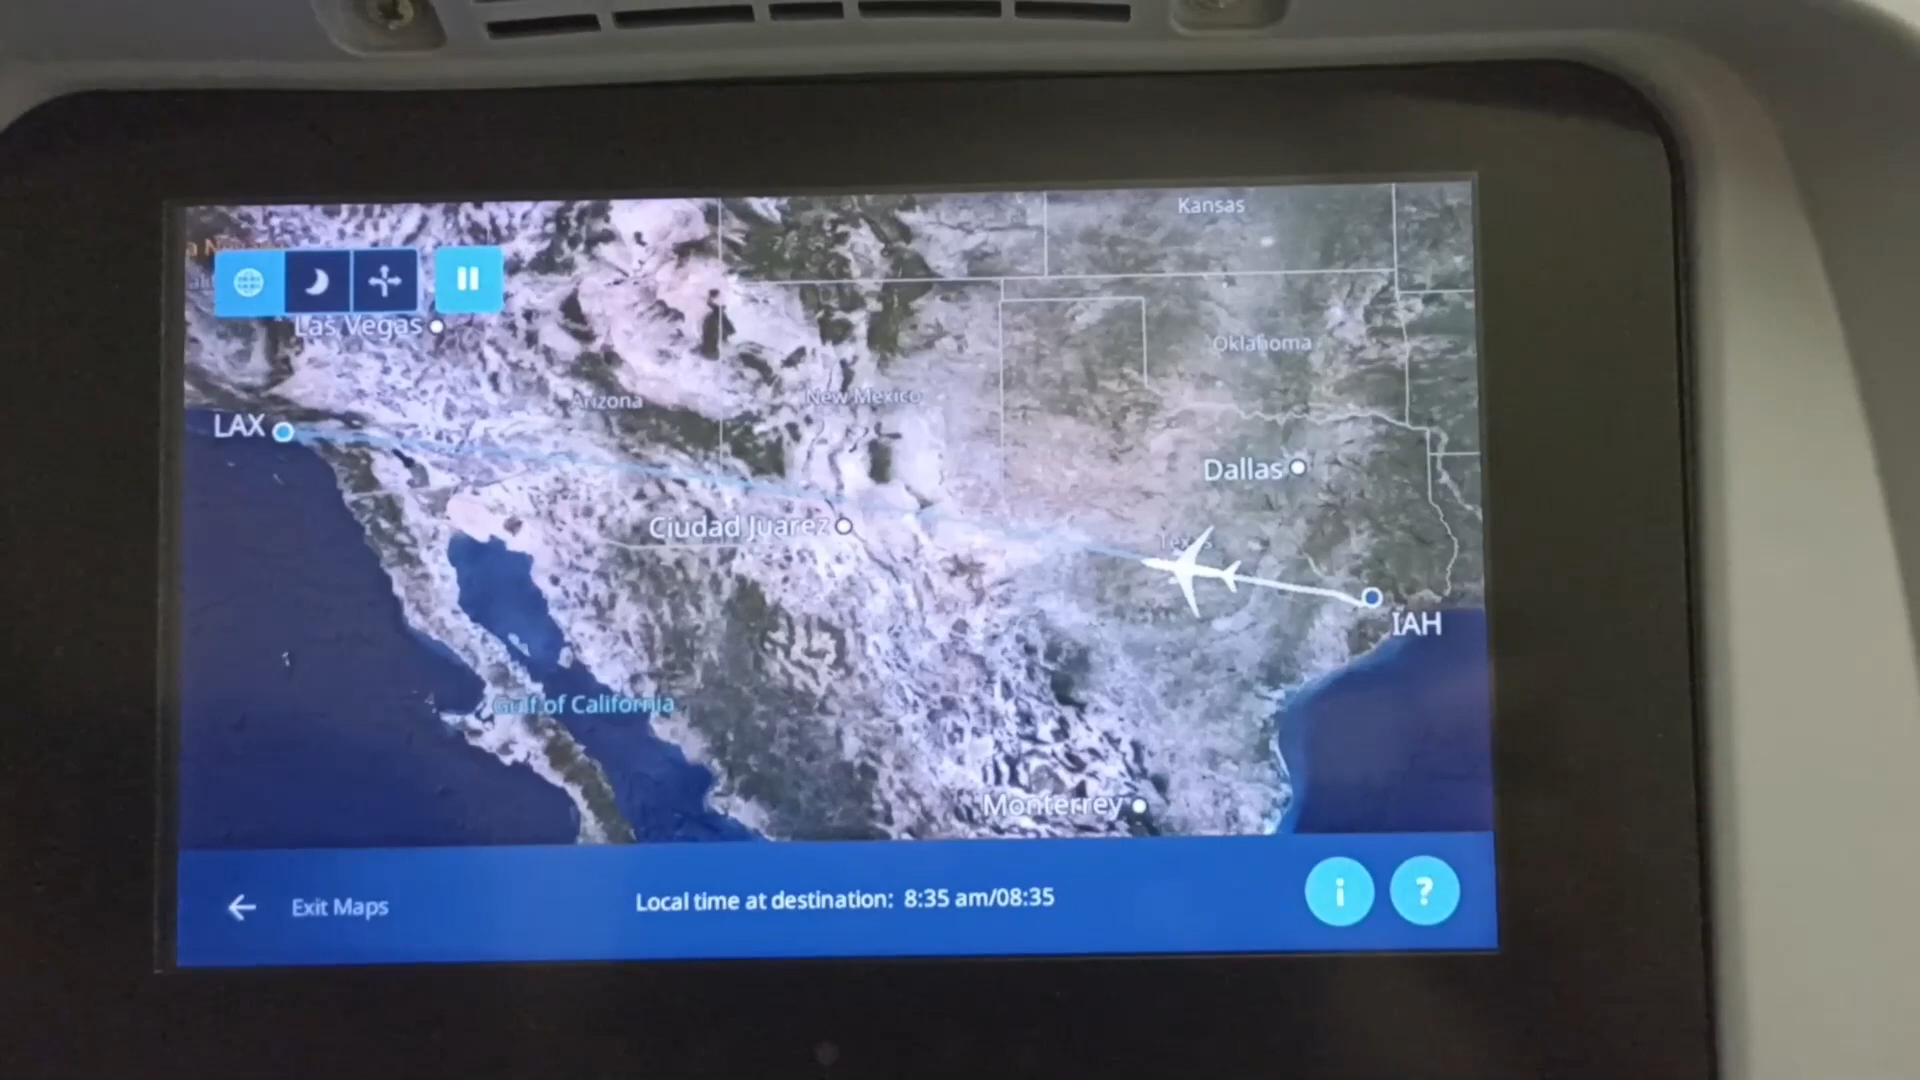 Kansas
Las Vegas
Oklahoma
Arizona
New Mexico
LAX
Dallas
Ciudad Juarez
Texas
IAH
Gulf of California
Monterrey
Exit Maps
Local time at destination: 8:35 am/08:35
i
?